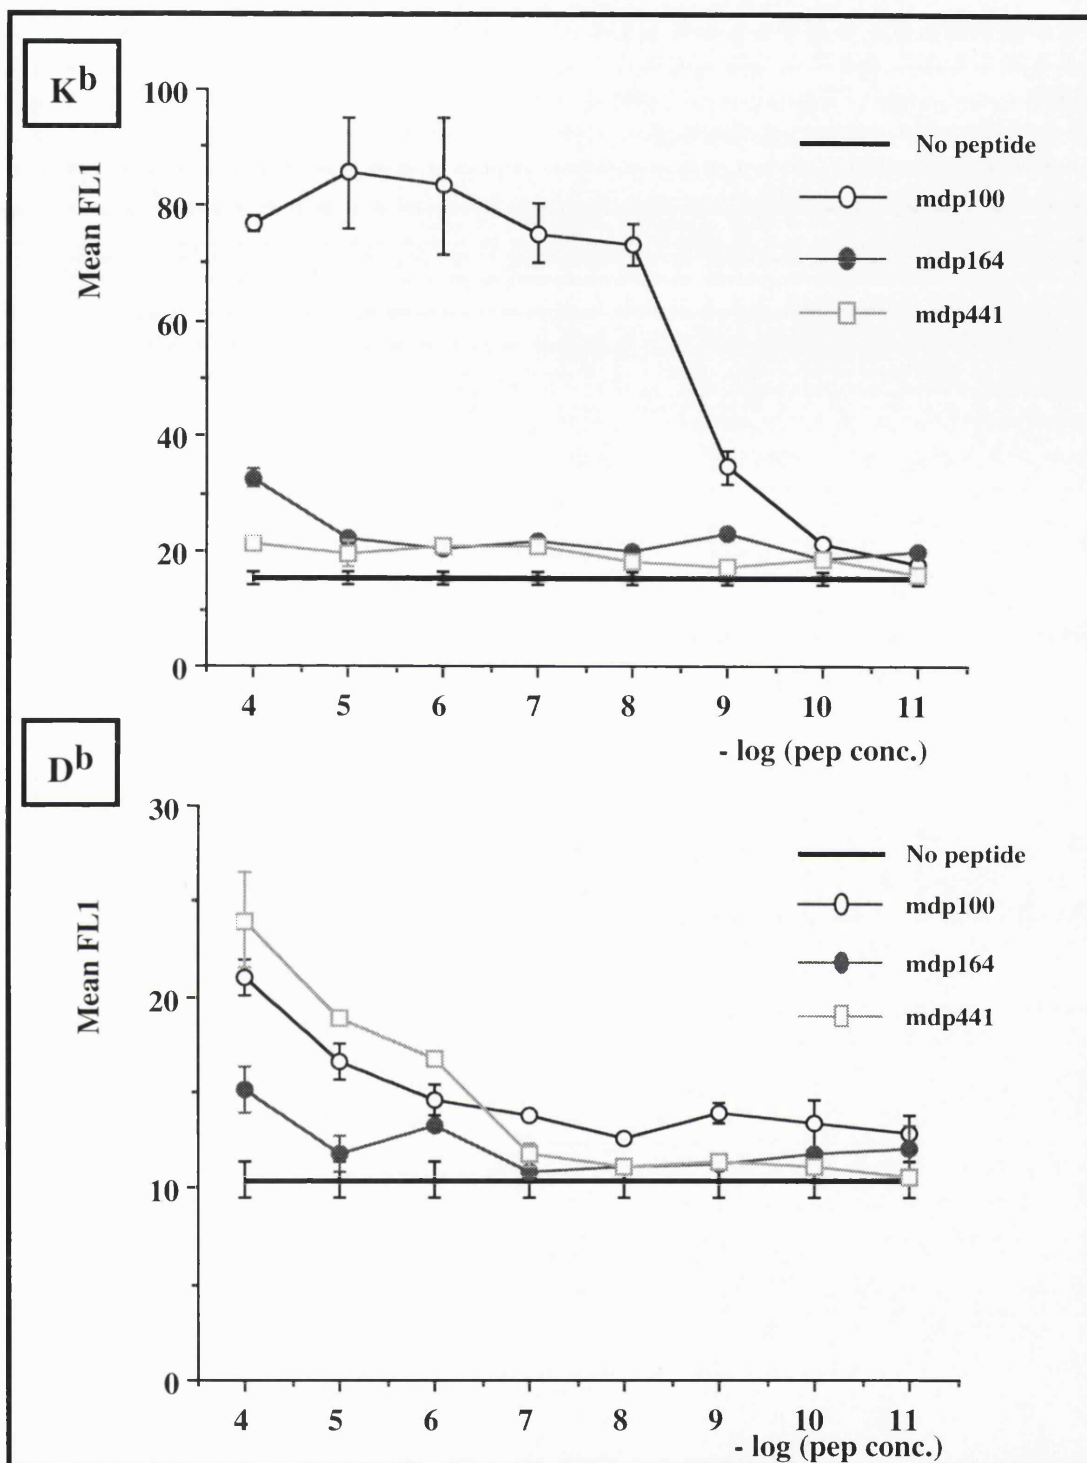 K^b
Mean FL1
100
80
60
40
20
0
No peptide
mdp100
mdp164
mdp441
4 5 6 7 8 9 10 11
- log (pep conc.)
D^b
Mean FL1
30
20
10
0
No peptide
mdp100
mdp164
mdp441
4 5 6 7 8 9 10 11
- log (pep conc.)